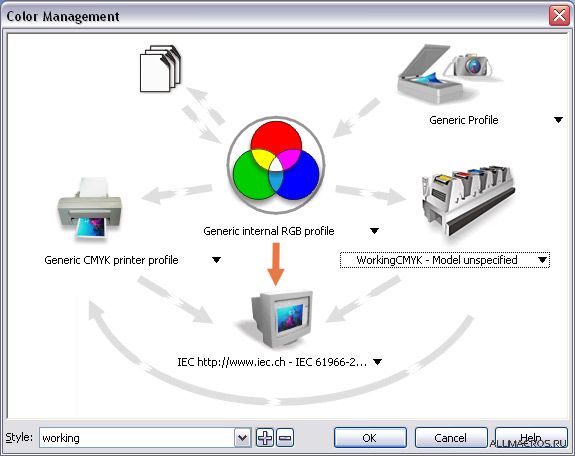 Color Management
Generic Profile
Generic internal RGB profile
Generic CMYK printer profile
WorkingCMYK - Model unspecified
IEC http://www.iec.ch - IEC 61966-2...
Style: working OK Cancel Help
ALLMACROS.RU